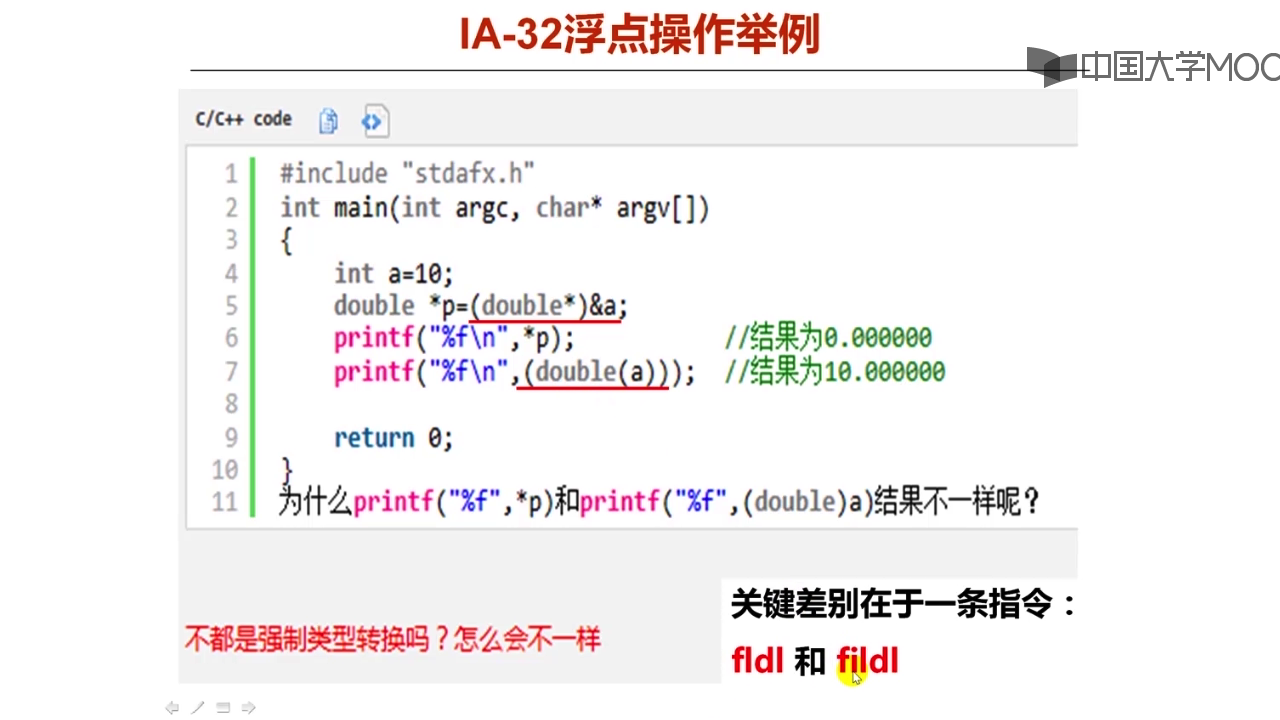 IA-32浮点操作举例
中国大学MOO
C/C++ code
1 #include "stdafx.h"
2 int main(int argc, char* argv[])
3 {
4 int a=10;
5 double *p=(double*)&a;
6 printf("%f\n",*p); //结果为0.000000
7 printf("%f\n",(double(a))); //结果为10.000000
8
9 return 0;
10 }
11 为什么printf("%f",*p)和printf("%f",(double)a)结果不一样呢?
不都是强制类型转换吗?怎么会不一样
关键差别在于一条指令：
fldl 和 fildl